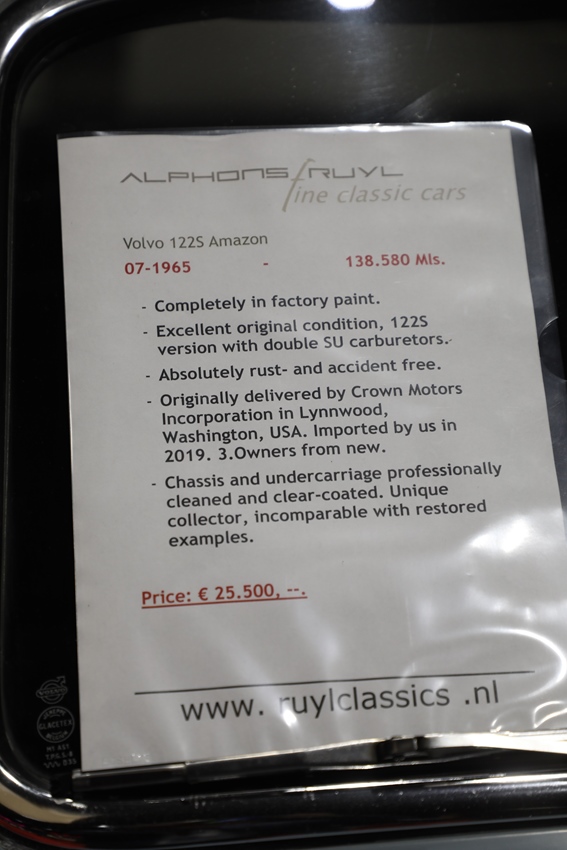 ALPHONS RUYL
fine classic cars
Volvo 122S Amazon
07-1965 - 138.580 Mls.
- Completely in factory paint.
- Excellent original condition, 122S
version with double SU carburetors.
- Absolutely rust- and accident free.
- Originally delivered by Crown Motors
Incorporation in Lynnwood,
Washington, USA. Imported by us in
2019. 3.Owners from new.
- Chassis and undercarriage professionally
cleaned and clear-coated. Unique
collector, incomparable with restored
examples.
Price: € 25.500, --.
www. ruylclassics .nl
VOLVO
GLACETEX